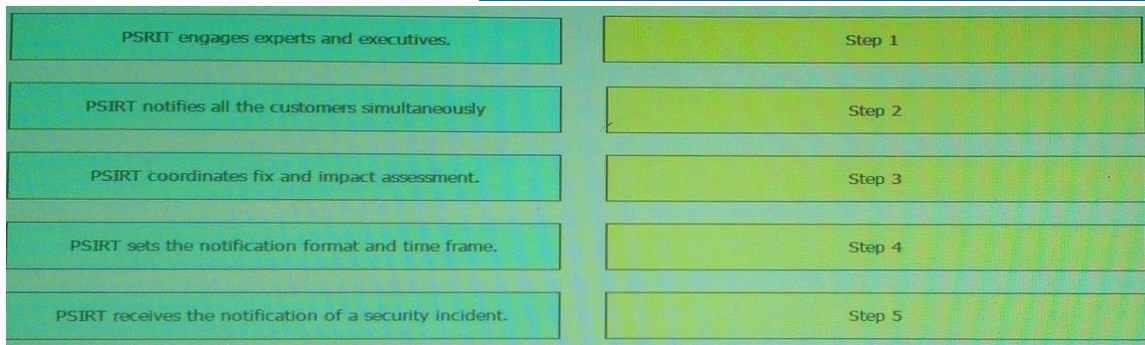 PSRIT engages experts and executives.
Step 1
PSIRT notifies all the customers simultaneously
Step 2
PSIRT coordinates fix and impact assessment.
Step 3
PSIRT sets the notification format and time frame.
Step 4
PSIRT receives the notification of a security incident.
Step 5